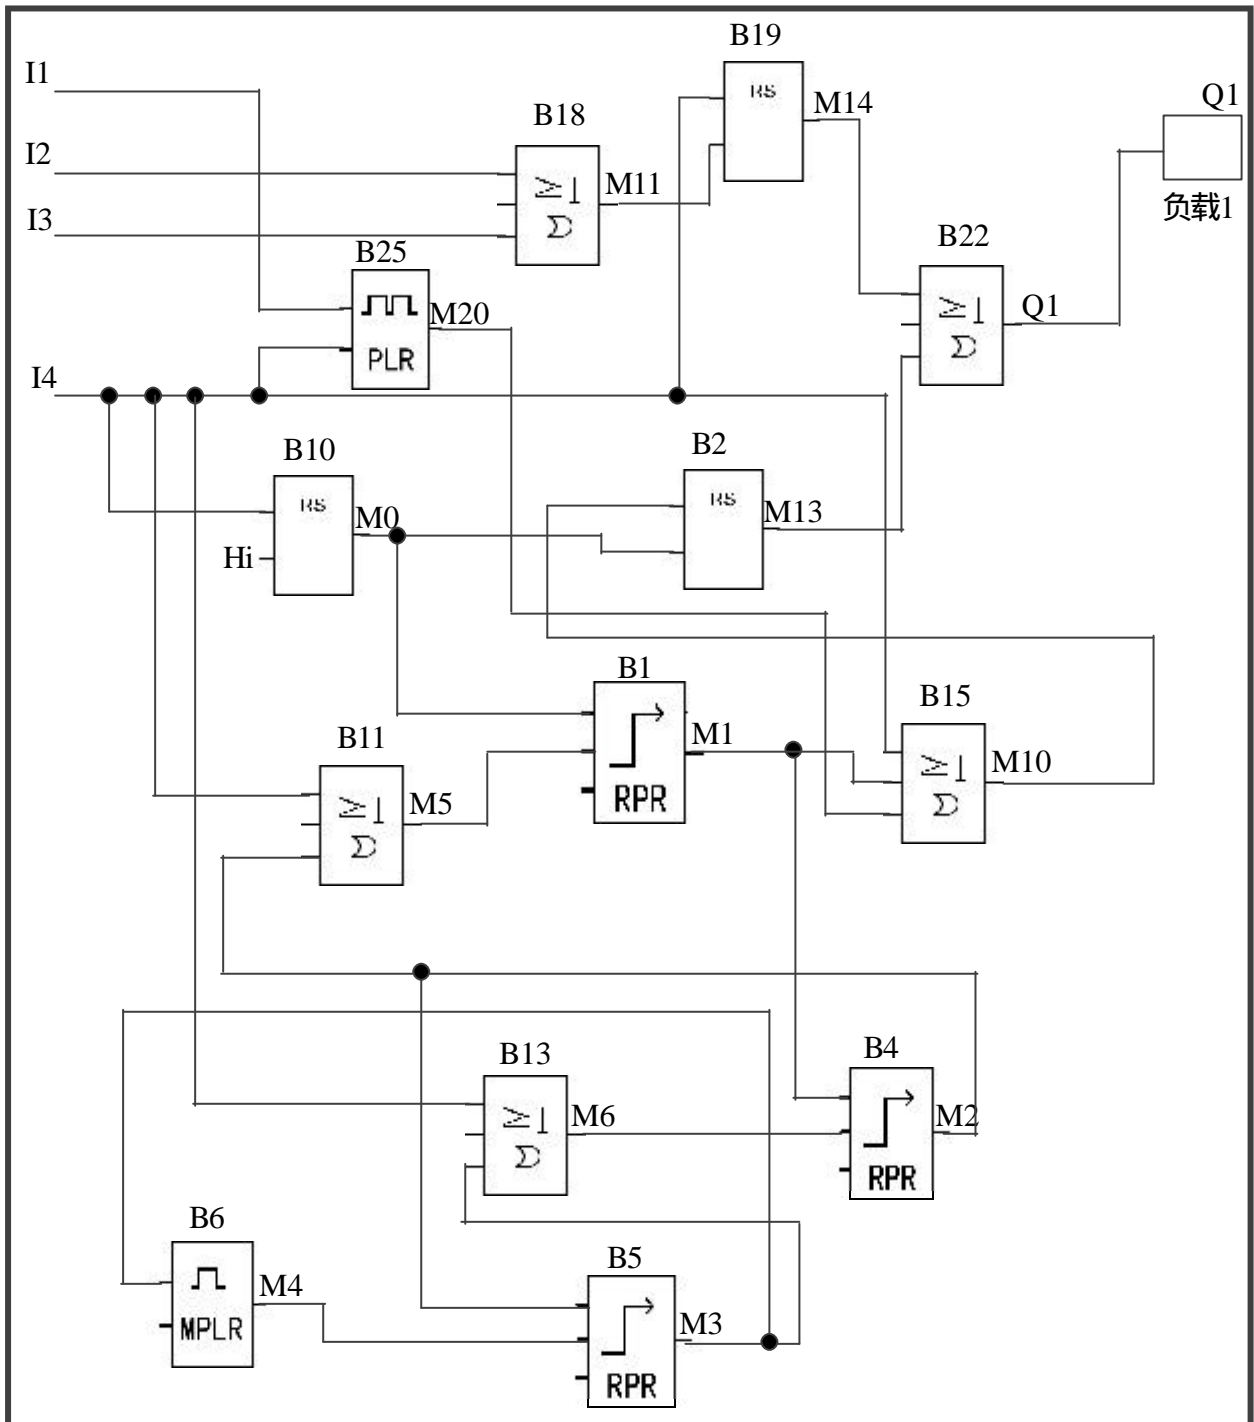 B19
I1
RS
M14
Q1
B18
I2
≥1
M11
I3
Σ
负载1
B25
B22
M20
≥1
Q1
PLR
Σ
I4
B10
B2
RS
M0
RS
M13
Hi
B1
B15
B11
M1
≥1
M10
RPR
≥1
M5
Σ
Σ
B13
B4
≥1
M6
M2
Σ
RPR
B6
B5
M4
MPLR
M3
RPR